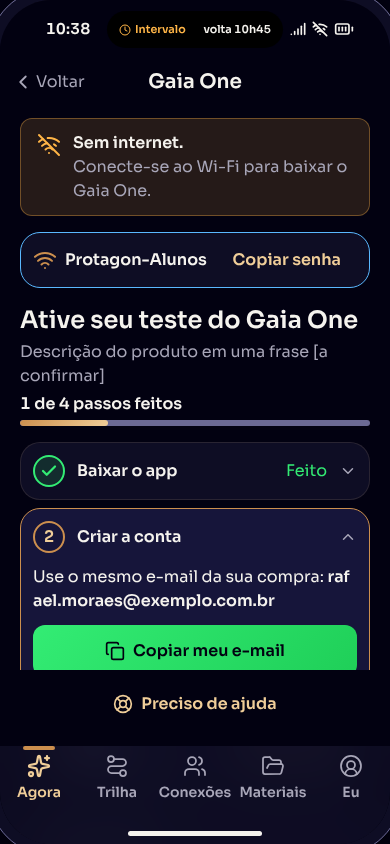 10:38
Intervalo volta 10h45
Voltar
Gaia One
Sem internet.
Conecte-se ao Wi-Fi para baixar o
Gaia One.
Protagon-Alunos Copiar senha
Ative seu teste do Gaia One
Descrição do produto em uma frase [a
confirmar]
1 de 4 passos feitos
Baixar o app Feito
2 Criar a conta
Use o mesmo e-mail da sua compra: raf
ael.moraes@exemplo.com.br
Copiar meu e-mail
Preciso de ajuda
Agora Trilha Conexões Materiais Eu